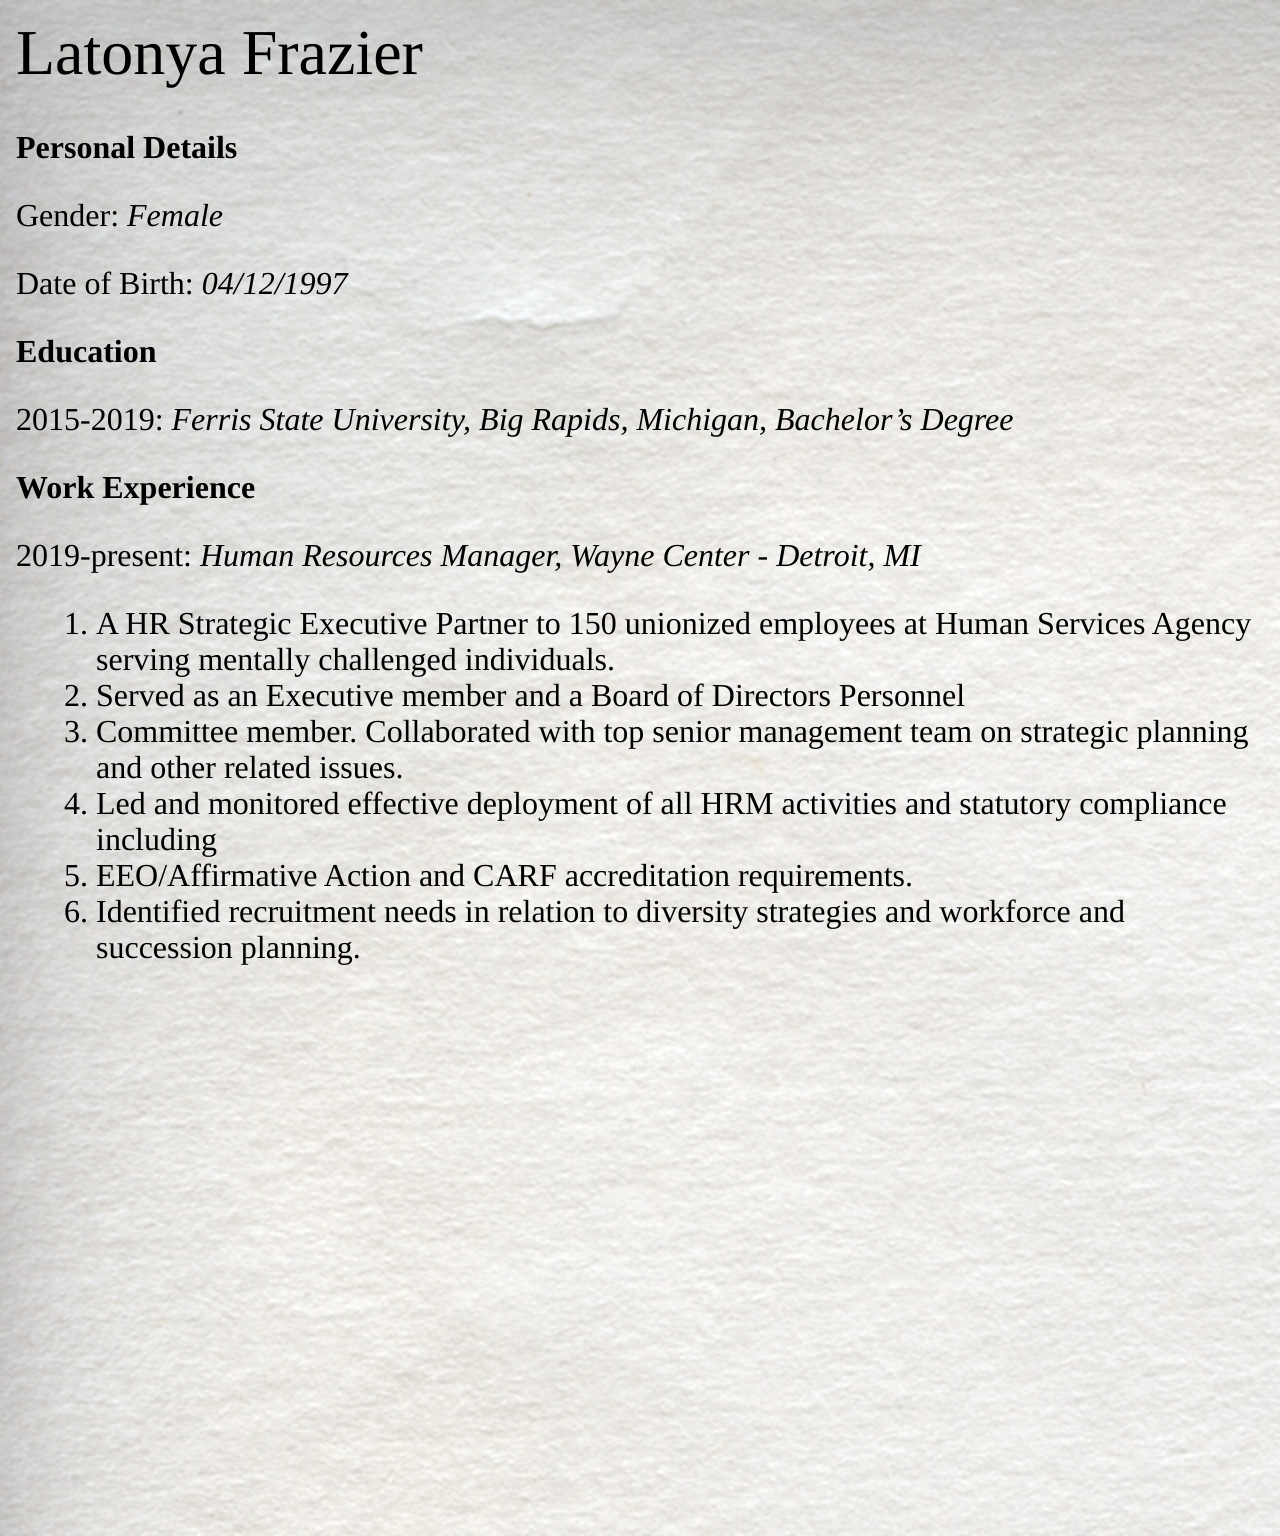 Latonya Frazier
Personal Details
Gender: Female
Date of Birth: 04/12/1997
Education
2015-2019: Ferris State University, Big Rapids, Michigan, Bachelor’s Degree
Work Experience
2019-present: Human Resources Manager, Wayne Center - Detroit, MI
1. A HR Strategic Executive Partner to 150 unionized employees at Human Services Agency
serving mentally challenged individuals.
2. Served as an Executive member and a Board of Directors Personnel
3. Committee member. Collaborated with top senior management team on strategic planning
and other related issues.
4. Led and monitored effective deployment of all HRM activities and statutory compliance
including
5. EEO/Affirmative Action and CARF accreditation requirements.
6. Identified recruitment needs in relation to diversity strategies and workforce and
succession planning.